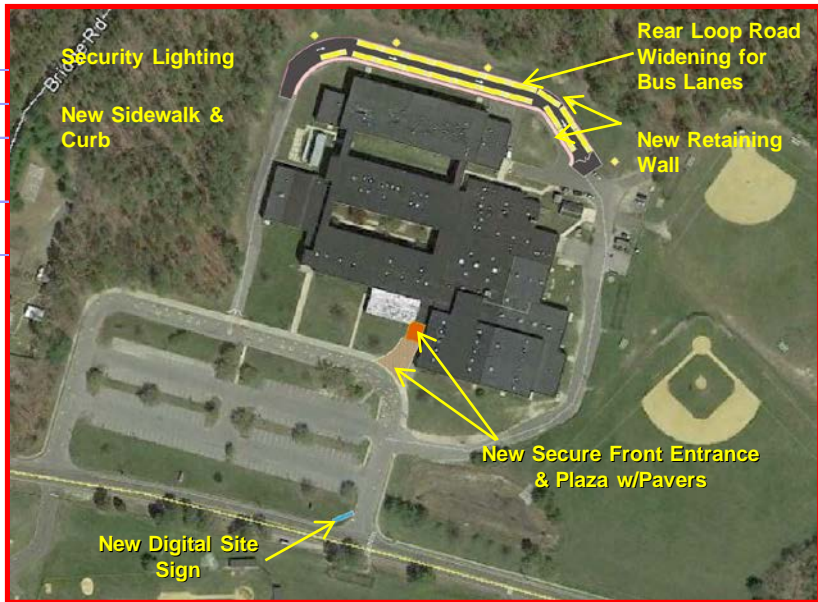 Security Lighting
Bridge Rd
New Sidewalk &
Curb
Rear Loop Road
Widening for
Bus Lanes
New Retaining
Wall
New Secure Front Entrance
& Plaza w/Pavers
New Digital Site
Sign